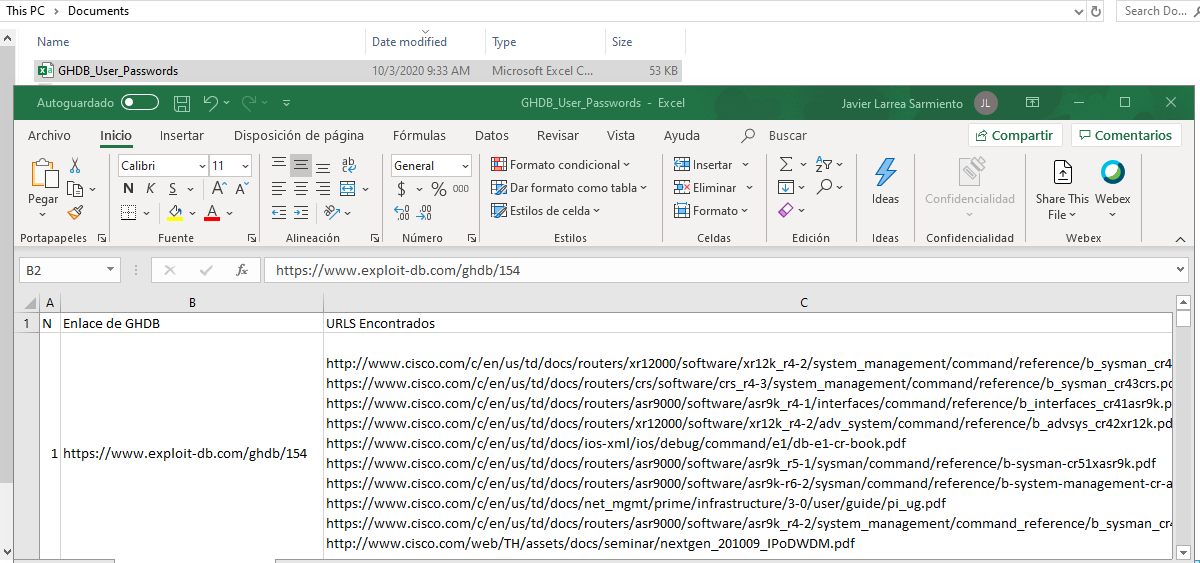 This PC > Documents
Search Do...
Name Date modified Type Size
GHDB_User_Passwords 10/3/2020 9:33 AM Microsoft Excel C... 53 KB
Autoguardado GHDB_User_Passwords - Excel Javier Larrea Sarmiento JL
Archivo Inicio Insertar Disposición de página Fórmulas Datos Revisar Vista Ayuda Buscar Compartir Comentarios
Pegar
Calibri 11
N K S
General
$ % 000
Formato condicional
Dar formato como tabla
Estilos de celda
Insertar
Eliminar
Formato
Ideas
Confidencialidad
Share This File
Webex
Portapapeles Fuente Alineación Número Estilos Celdas Edición Ideas Confidencialidad Webex
B2 fx https://www.exploit-db.com/ghdb/154
A B C
1 N Enlace de GHDB URLS Encontrados
http://www.cisco.com/c/en/us/td/docs/routers/xr12000/software/xr12k_r4-2/system_management/command/reference/b_sysman_cr4
https://www.cisco.com/c/en/us/td/docs/routers/crs/software/crs_r4-3/system_management/command/reference/b_sysman_cr43crs.pd
https://www.cisco.com/c/en/us/td/docs/routers/asr9000/software/asr9k_r4-1/interfaces/command/reference/b_interfaces_cr41asr9k.p
https://www.cisco.com/c/en/us/td/docs/routers/xr12000/software/xr12k_r4-2/adv_system/command/reference/b_advsys_cr42xr12k.pd
https://www.cisco.com/c/en/us/td/docs/ios-xml/ios/debug/command/e1/db-e1-cr-book.pdf
1 https://www.exploit-db.com/ghdb/154
https://www.cisco.com/c/en/us/td/docs/routers/asr9000/software/asr9k_r5-1/sysman/command/reference/b-sysman-cr51xasr9k.pdf
https://www.cisco.com/c/en/us/td/docs/routers/asr9000/software/asr9k-r6-2/sysman/command/reference/b-system-management-cr-a
https://www.cisco.com/c/en/us/td/docs/net_mgmt/prime/infrastructure/3-0/user/guide/pi_ug.pdf
https://www.cisco.com/c/en/us/td/docs/routers/asr9000/software/asr9k_r4-2/system_management/command_reference/b_sysman_cr4
http://www.cisco.com/web/TH/assets/docs/seminar/nextgen_201009_IPoDWDM.pdf